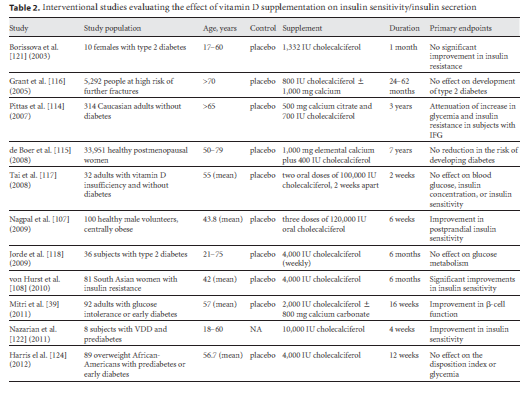 Table 2. Interventional studies evaluating the effect of vitamin D supplementation on insulin sensitivity/insulin secretion
Study Study population Age, years Control Supplement Duration Primary endpoints
Borissova et al. [121] (2003) 10 females with type 2 diabetes 17–60 placebo 1,332 IU cholecalciferol 1 month No significant improvement in insulin resistance
Grant et al. [116] (2005) 5,292 people at high risk of further fractures >70 placebo 800 IU cholecalciferol ± 1,000 mg calcium 24–62 months No effect on development of type 2 diabetes
Pittas et al. [114] (2007) 314 Caucasian adults without diabetes >65 placebo 500 mg calcium citrate and 700 IU cholecalciferol 3 years Attenuation of increase in glycemia and insulin resistance in subjects with IFG
de Boer et al. [115] (2008) 33,951 healthy postmenopausal women 50–79 placebo 1,000 mg elemental calcium plus 400 IU cholecalciferol 7 years No reduction in the risk of developing diabetes
Tai et al. [117] (2008) 32 adults with vitamin D insufficiency and without diabetes 55 (mean) placebo two oral doses of 100,000 IU cholecalciferol, 2 weeks apart 2 weeks No effect on blood glucose, insulin concentration, or insulin sensitivity
Nagpal et al. [107] (2009) 100 healthy male volunteers, centrally obese 43.8 (mean) placebo three doses of 120,000 IU oral cholecalciferol 6 weeks Improvement in postprandial insulin sensitivity
Jorde et al. [118] (2009) 36 subjects with type 2 diabetes 21–75 placebo 4,000 IU cholecalciferol (weekly) 6 months No effect on glucose metabolism
von Hurst et al. [108] (2010) 81 South Asian women with insulin resistance 42 (mean) placebo 4,000 IU cholecalciferol 6 months Significant improvements in insulin sensitivity
Mitri et al. [39] (2011) 92 adults with glucose intolerance or early diabetes 57 (mean) placebo 2,000 IU cholecalciferol ± 800 mg calcium carbonate 16 weeks Improvement in β-cell function
Nazarian et al. [122] (2011) 8 subjects with VDD and prediabetes 18–60 NA 10,000 IU cholecalciferol 4 weeks Improvement in insulin sensitivity
Harris el al. [124] (2012) 89 overweight African-Americans with prediabetes or early diabetes 56.7 (mean) placebo 4,000 IU cholecalciferol 12 weeks No effect on the disposition index or glycemia